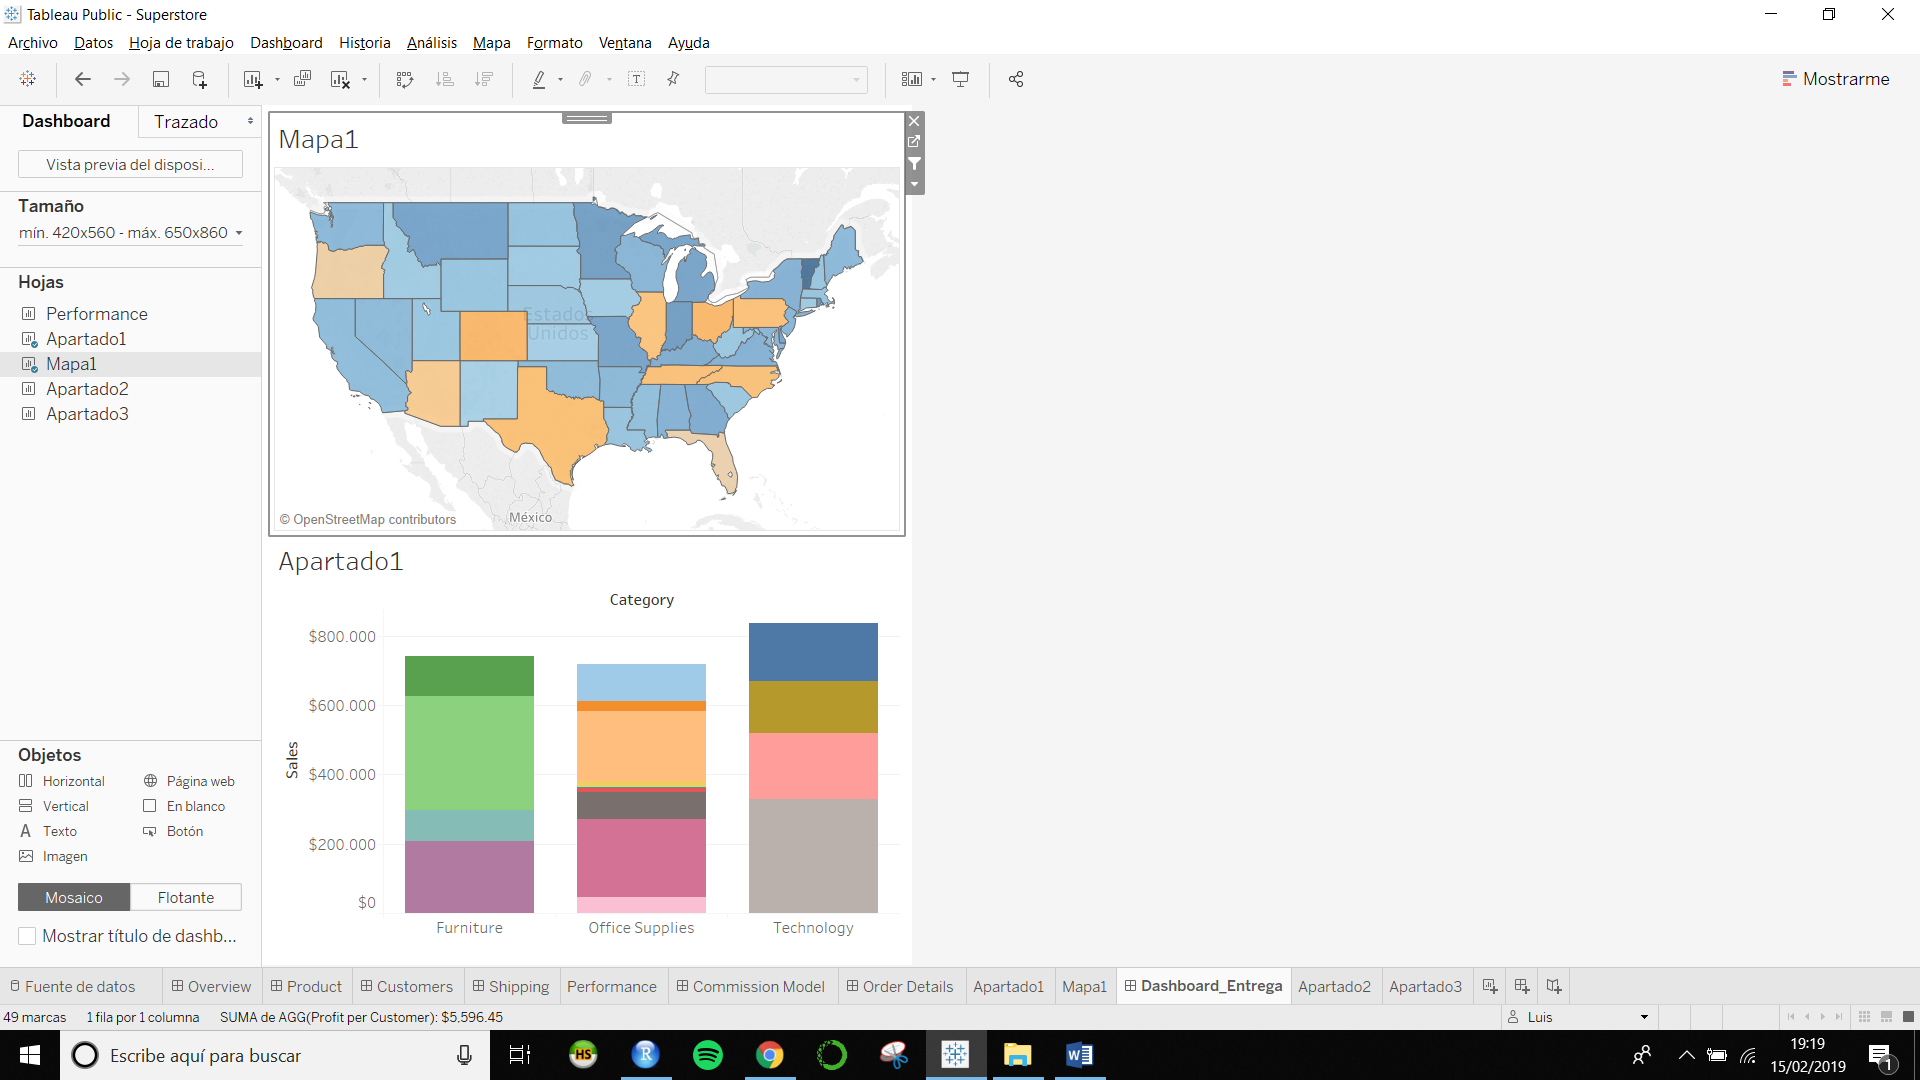 Tableau Public - Superstore
Archivo Datos Hoja de trabajo Dashboard Historia Análisis Mapa Formato Ventana Ayuda
Mostrarme
Dashboard Trazado
Vista previa del disposi...
Tamaño
mín. 420x560 - máx. 650x860
Hojas
Performance
Apartado1
Mapa1
Apartado2
Apartado3
Objetos
Horizontal Página web
Vertical En blanco
Texto Botón
Imagen
Mosaico Flotante
Mostrar título de dashb...
Mapa1
Estados
Unidos
México
© OpenStreetMap contributors
Apartado1
Category
Sales
$800.000
$600.000
$400.000
$200.000
$0
Furniture Office Supplies Technology
Fuente de datos Overview Product Customers Shipping Performance Commission Model Order Details Apartado1 Mapa1 Dashboard_Entrega Apartado2 Apartado3
49 marcas 1 fila por 1 columna SUMA de AGG(Profit per Customer): $5,596.45 Luis
Escribe aquí para buscar
HS
R
W
19:19
15/02/2019
1